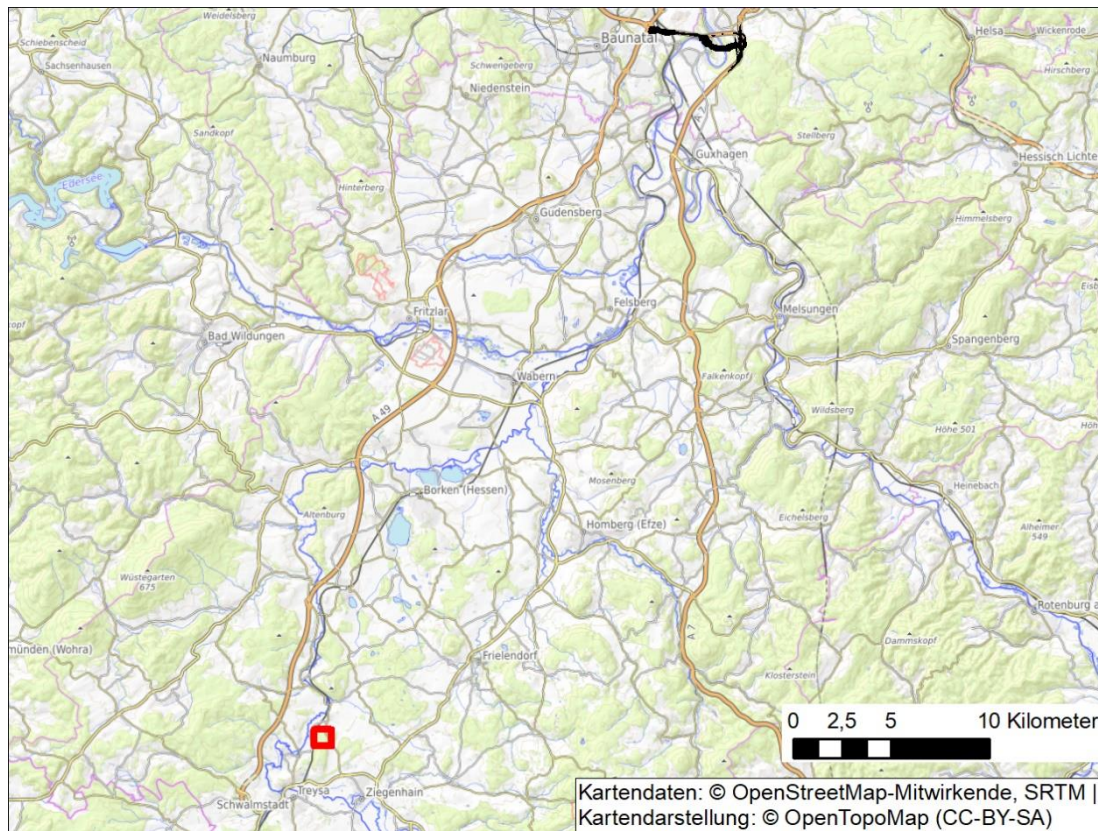 Schiebenscheid
Weidelsberg
Helsa
Wickenrode
Baunatal
Sachsenhausen
Naumburg
Schwengeberg
Hirschberg
Niedenstein
A 7
Sandkopf
Stellberg
Guxhagen
Hessisch Lichte
Edersee
Hinterberg
Gudensberg
Himmelsberg
Fritzlar
Felsberg
Melsungen
Bad Wildungen
Spangenberg
Wabern
Falkenkopf
A 49
Wildsberg
Höhe 501
Borken (Hessen)
Mosenberg
Heinebach
Altenburg
Homberg (Efze)
Eichelsberg
Alheimer
549
Wüstegarten
675
Rotenburg a
münden (Wohra)
A 7
Dammskopf
Frielendorf
Klosterstein
0 2,5 5 10 Kilometer
Treysa
Ziegenhain
Schwalmstadt
Kartendaten: © OpenStreetMap-Mitwirkende, SRTM |
Kartendarstellung: © OpenTopoMap (CC-BY-SA)